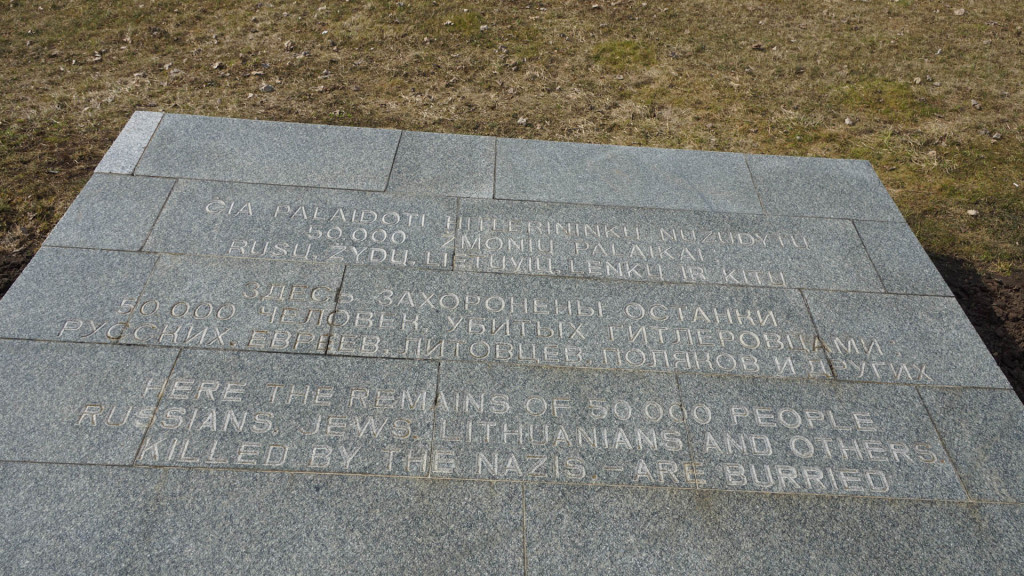 ČIA PALAIDOTI HITLERININKŲ NUŽUDYTŲ
50.000 ŽMONIŲ PALAIKAI
RUSŲ, ŽYDŲ, LIETUVIŲ, LENKŲ IR KITŲ
ЗДЕСЬ ЗАХОРОНЕНЫ ОСТАНКИ
50.000 ЧЕЛОВЕК, УБИТЫХ ГИТЛЕРОВЦАМИ
РУССКИХ, ЕВРЕЕВ, ЛИТОВЦЕВ, ПОЛЯКОВ И ДРУГИХ
HERE THE REMAINS OF 50.000 PEOPLE
RUSSIANS, JEWS, LITHUANIANS AND OTHERS,
KILLED BY THE NAZIS, – ARE BURRIED